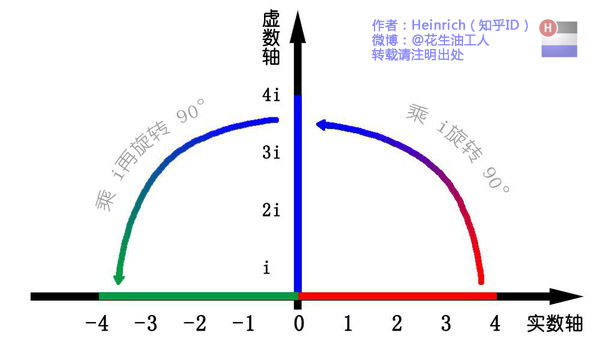 虚数轴
作者：Heinrich（知乎ID）
微博：@花生油工人
转载请注明出处
H
4i
3i
2i
i
乘 i再旋转 90°
乘 i旋转 90°
-4 -3 -2 -1 0 1 2 3 4 实数轴